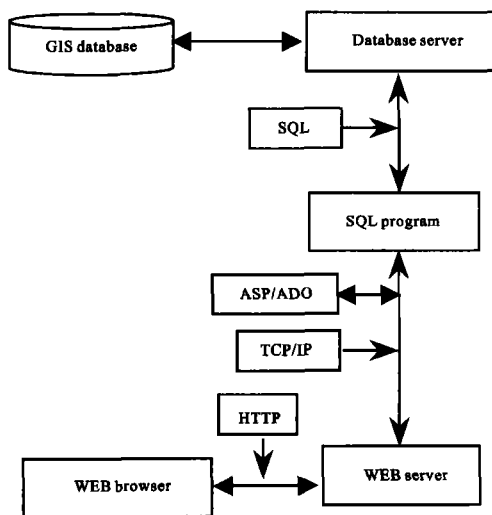 GIS database
Database server
SQL
SQL program
ASP/ADO
TCP/IP
HTTP
WEB browser
WEB server